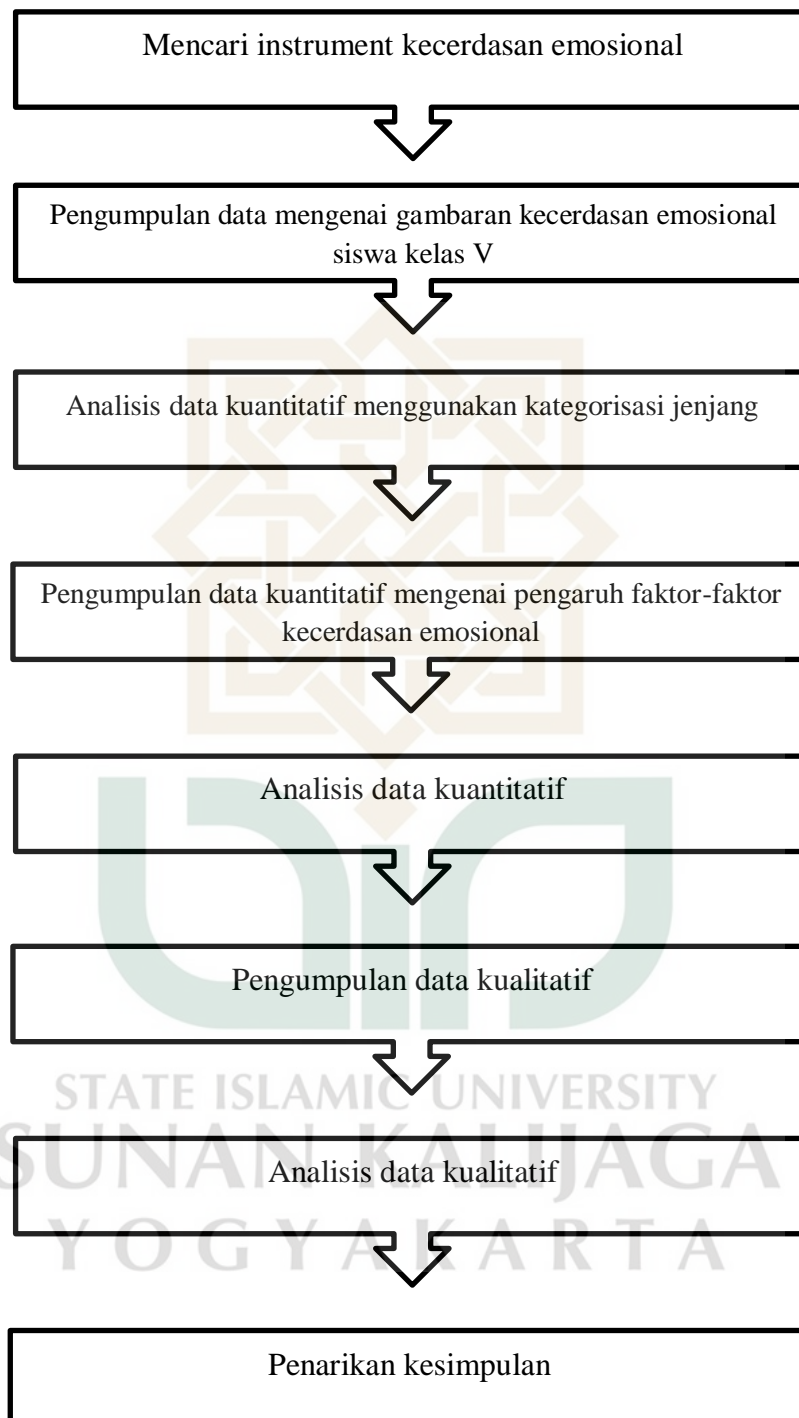 Mencari instrument kecerdasan emosional
Pengumpulan data mengenai gambaran kecerdasan emosional
siswa kelas V
Analisis data kuantitatif menggunakan kategorisasi jenjang
Pengumpulan data kuantitatif mengenai pengaruh faktor-faktor
kecerdasan emosional
Analisis data kuantitatif
Pengumpulan data kualitatif
STATE ISLAMIC UNIVERSITY
SUNAN KALIJAGA
Analisis data kualitatif
YOGYAKARTA
Penarikan kesimpulan